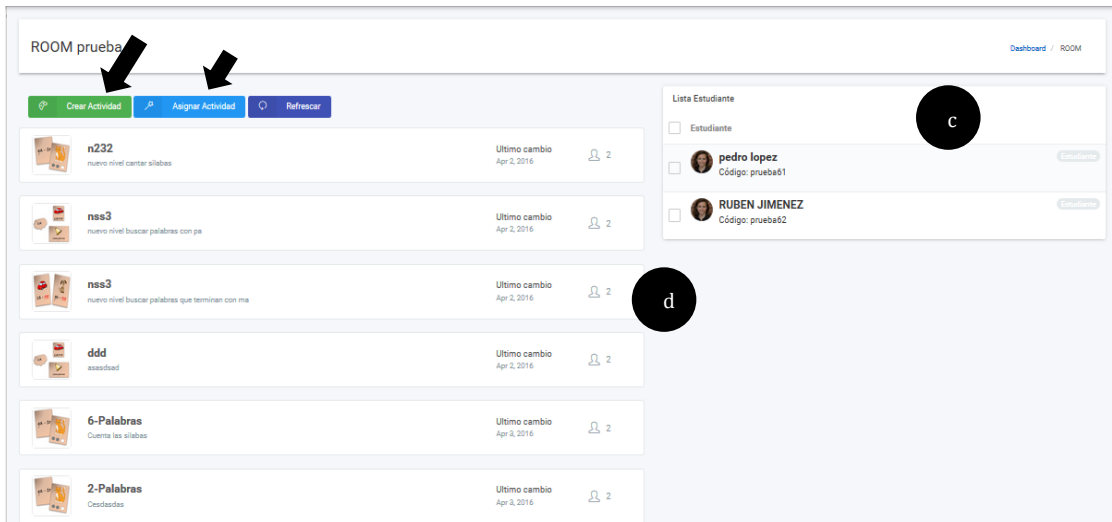 ROOM prueba
Dashboard / ROOM
Crear Actividad
Asignar Actividad
Refrescar
n232
nuevo nivel cantar silabas
Ultimo cambio
Apr 2, 2016
2
nss3
nuevo nivel buscar palabras con pa
Ultimo cambio
Apr 2, 2016
2
nss3
nuevo nivel buscar palabras que terminan con ma
Ultimo cambio
Apr 2, 2016
2
d
ddd
asasdsad
Ultimo cambio
Apr 2, 2016
2
6-Palabras
Cuenta las silabas
Ultimo cambio
Apr 3, 2016
2
2-Palabras
Cesdasdas
Ultimo cambio
Apr 3, 2016
2
Lista Estudiante
c
Estudiante
pedro lopez
Código: prueba61
Estudiante
RUBEN JIMENEZ
Código: prueba62
Estudiante